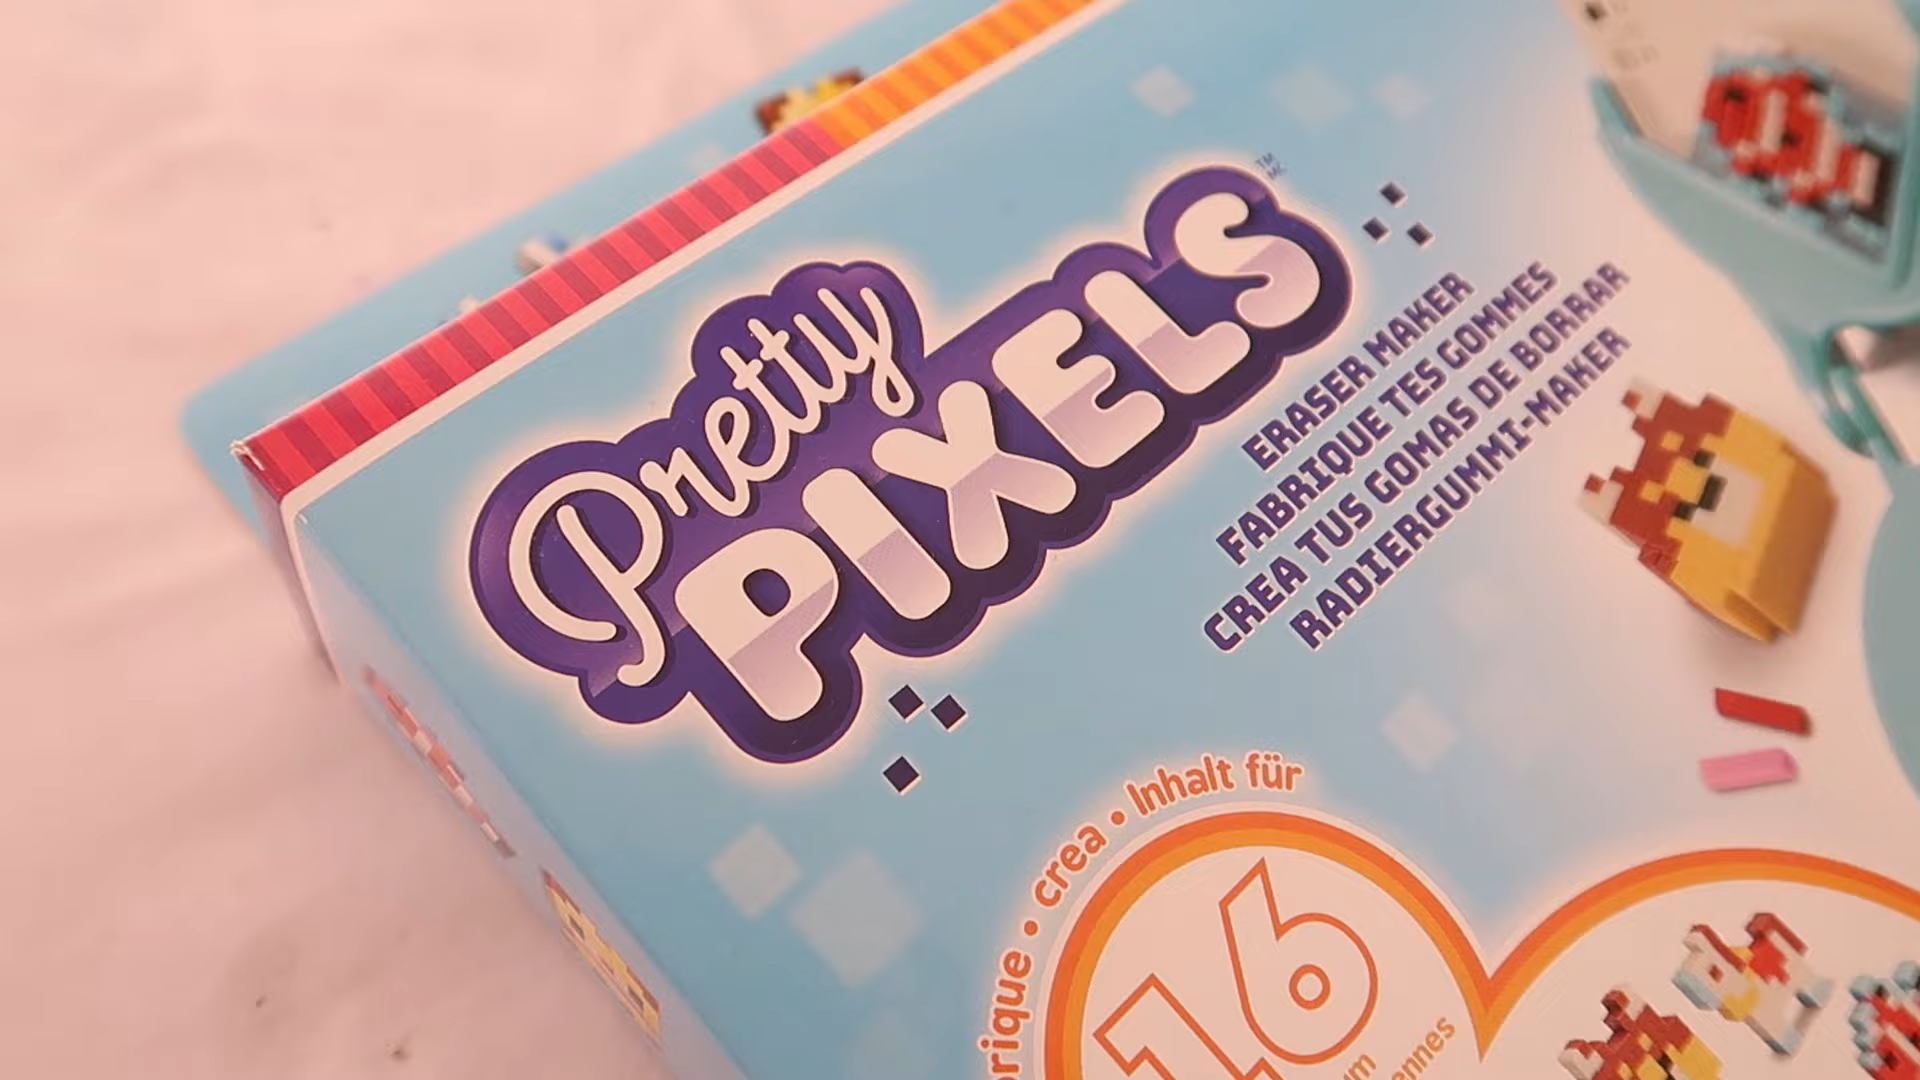 Pretty
PIXELS
TM
MC
ERASER MAKER
FABRIQUE TES GOMMES
CREA TUS GOMAS DE BORRAR
RADIERGUMMI-MAKER
crea • Inhalt für
16